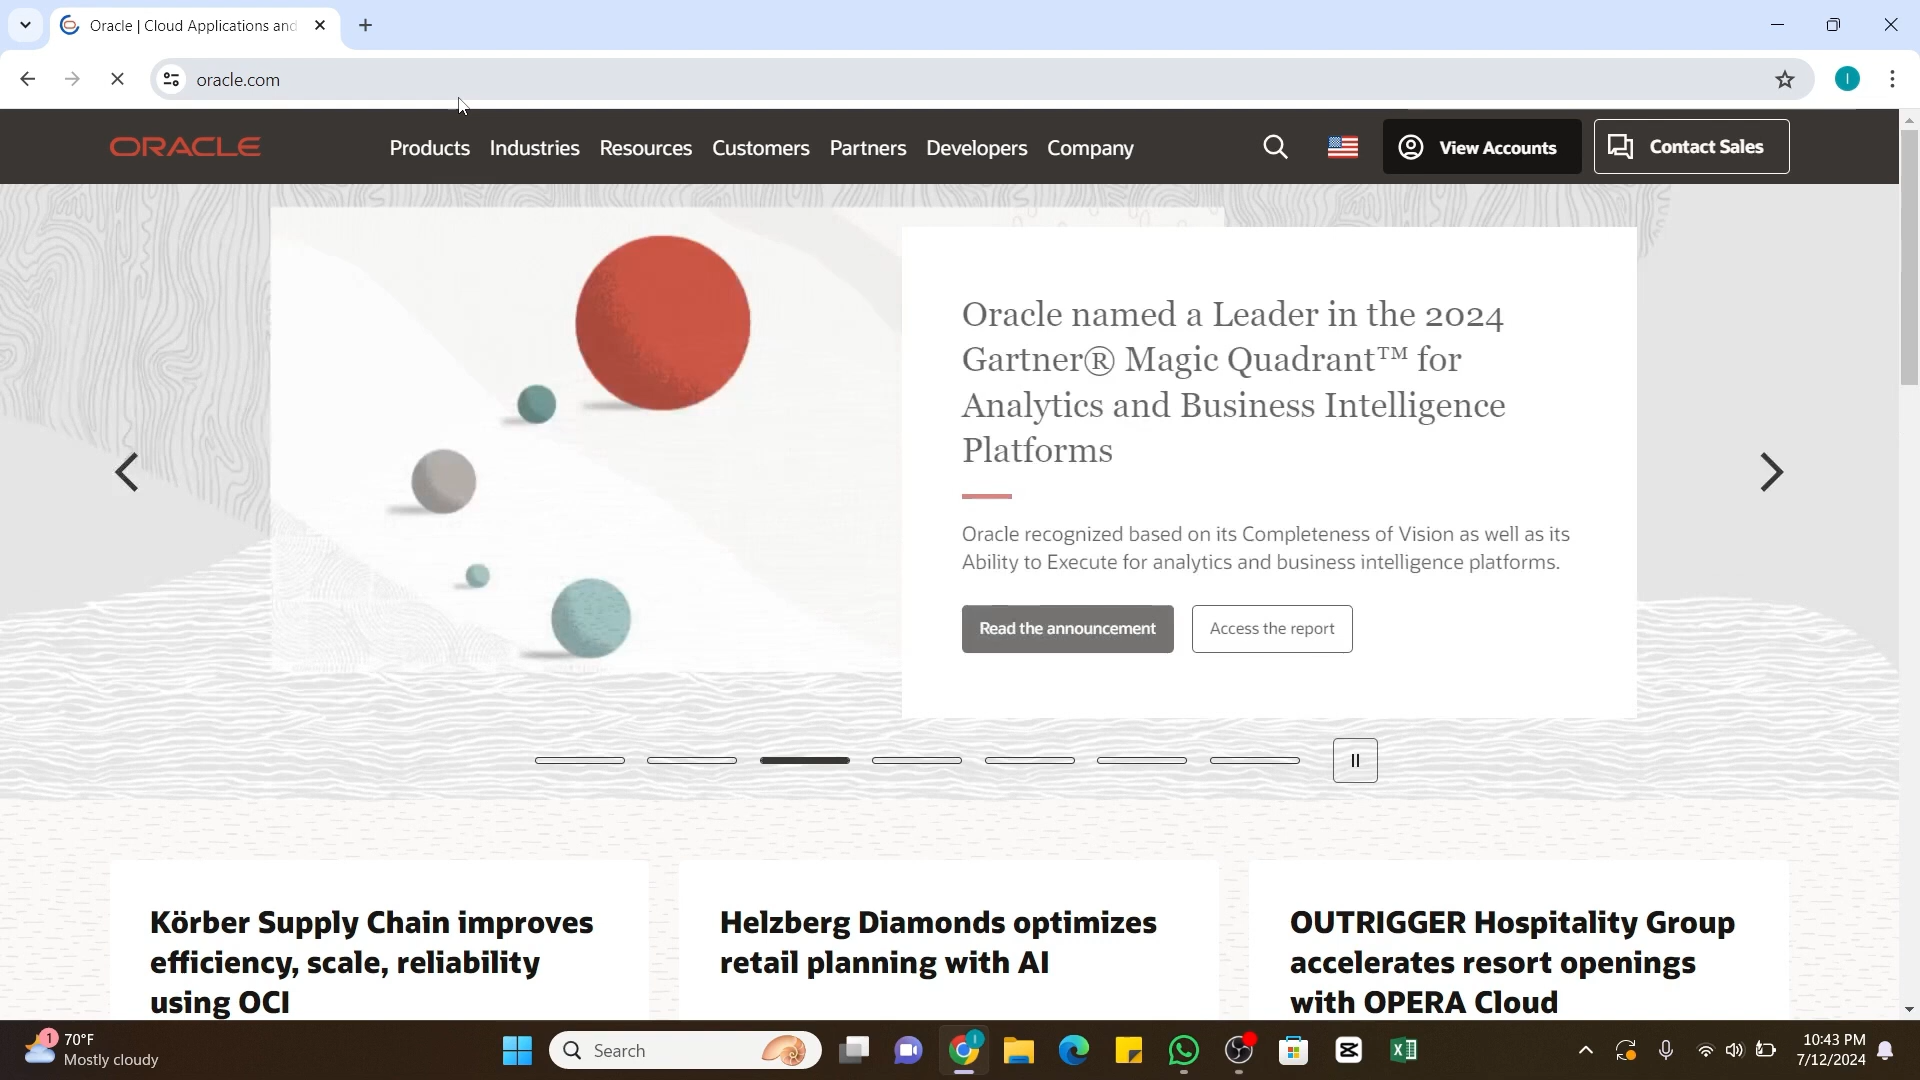 Oracle | Cloud Applications and
oracle.com
ORACLE
Products Industries Resources Customers Partners Developers Company
View Accounts
Contact Sales
Oracle named a Leader in the 2024
Gartner® Magic Quadrant™ for
Analytics and Business Intelligence
Platforms
Oracle recognized based on its Completeness of Vision as well as its
Ability to Execute for analytics and business intelligence platforms.
Read the announcement
Access the report
Körber Supply Chain improves
efficiency, scale, reliability
using OCI
Helzberg Diamonds optimizes
retail planning with AI
OUTRIGGER Hospitality Group
accelerates resort openings
with OPERA Cloud
1
70°F
Mostly cloudy
Search
10:43 PM
7/12/2024